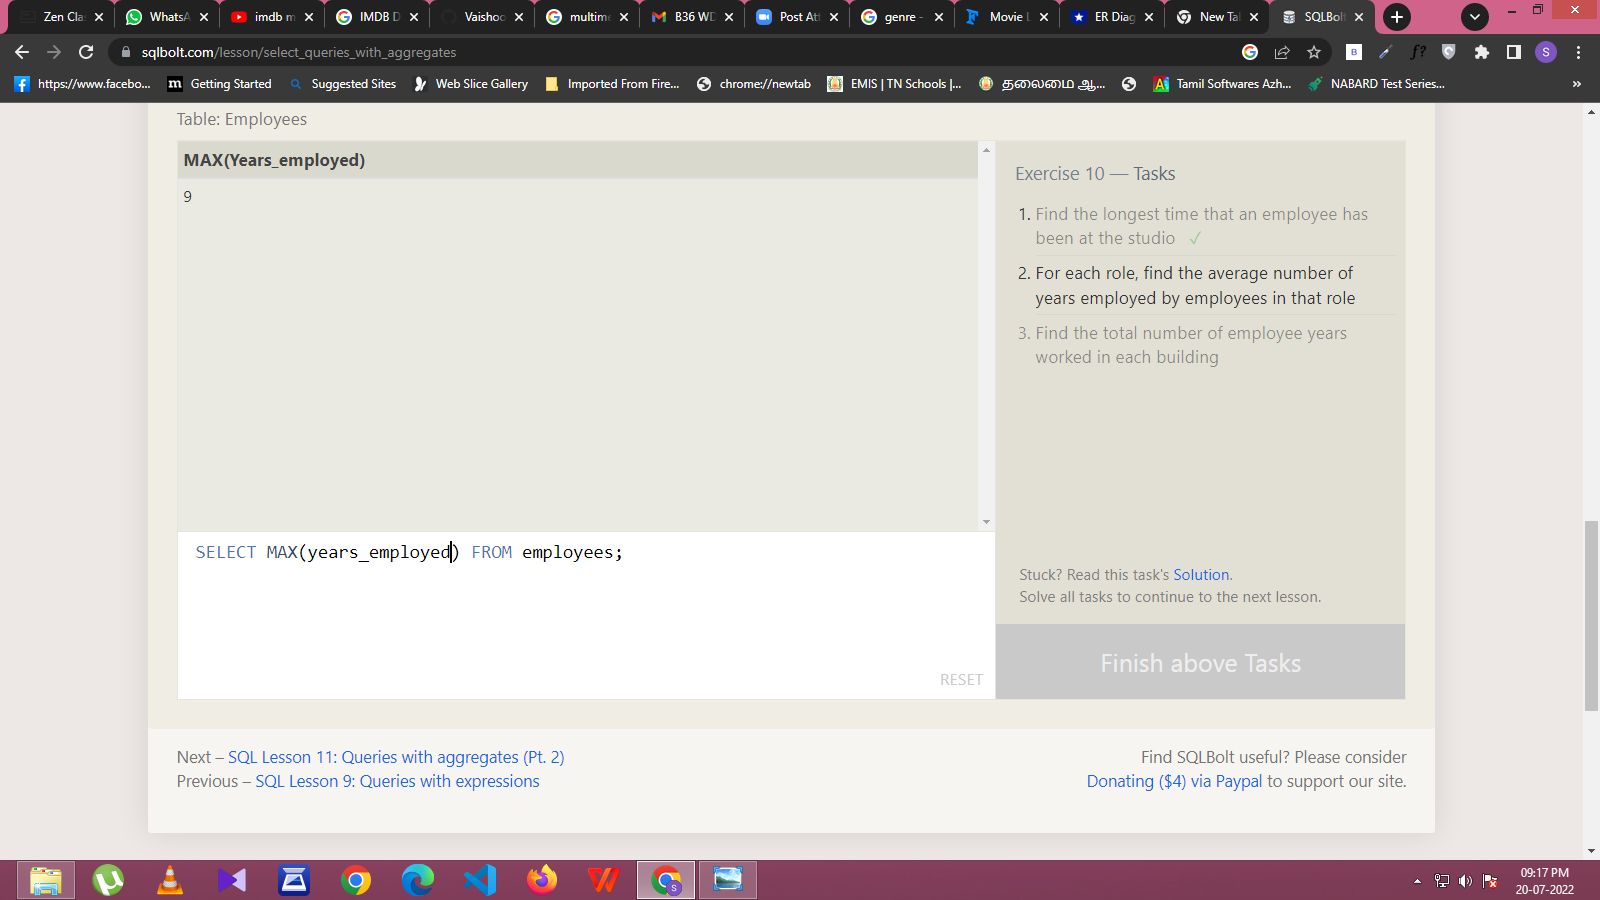 Zen Cla
WhatsA
imdb m
IMDB D
Vaishoo
multime
B36 WD
Post Att
genre -
Movie L
ER Diag
New Tab
SQLBolt
sqlbolt.com/lesson/select_queries_with_aggregates
https://www.facebo...
Getting Started
Suggested Sites
Web Slice Gallery
Imported From Fire...
chrome://newtab
EMIS | TN Schools |...
தலைமை ஆ...
Tamil Softwares Azh...
NABARD Test Series...
»
Table: Employees
MAX(Years_employed)
9
Exercise 10 — Tasks
1. Find the longest time that an employee has
been at the studio ✓
2. For each role, find the average number of
years employed by employees in that role
3. Find the total number of employee years
worked in each building
SELECT MAX(years_employed) FROM employees;
RESET
Stuck? Read this task's Solution.
Solve all tasks to continue to the next lesson.
Finish above Tasks
Next – SQL Lesson 11: Queries with aggregates (Pt. 2)
Previous – SQL Lesson 9: Queries with expressions
Find SQLBolt useful? Please consider
Donating ($4) via Paypal to support our site.
09:17 PM
20-07-2022